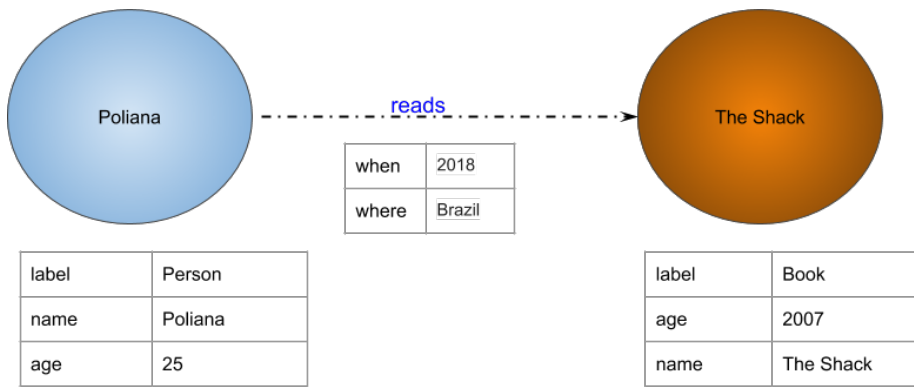 Poliana
reads
The Shack
when 2018
where Brazil
label Person
name Poliana
age 25
label Book
age 2007
name The Shack